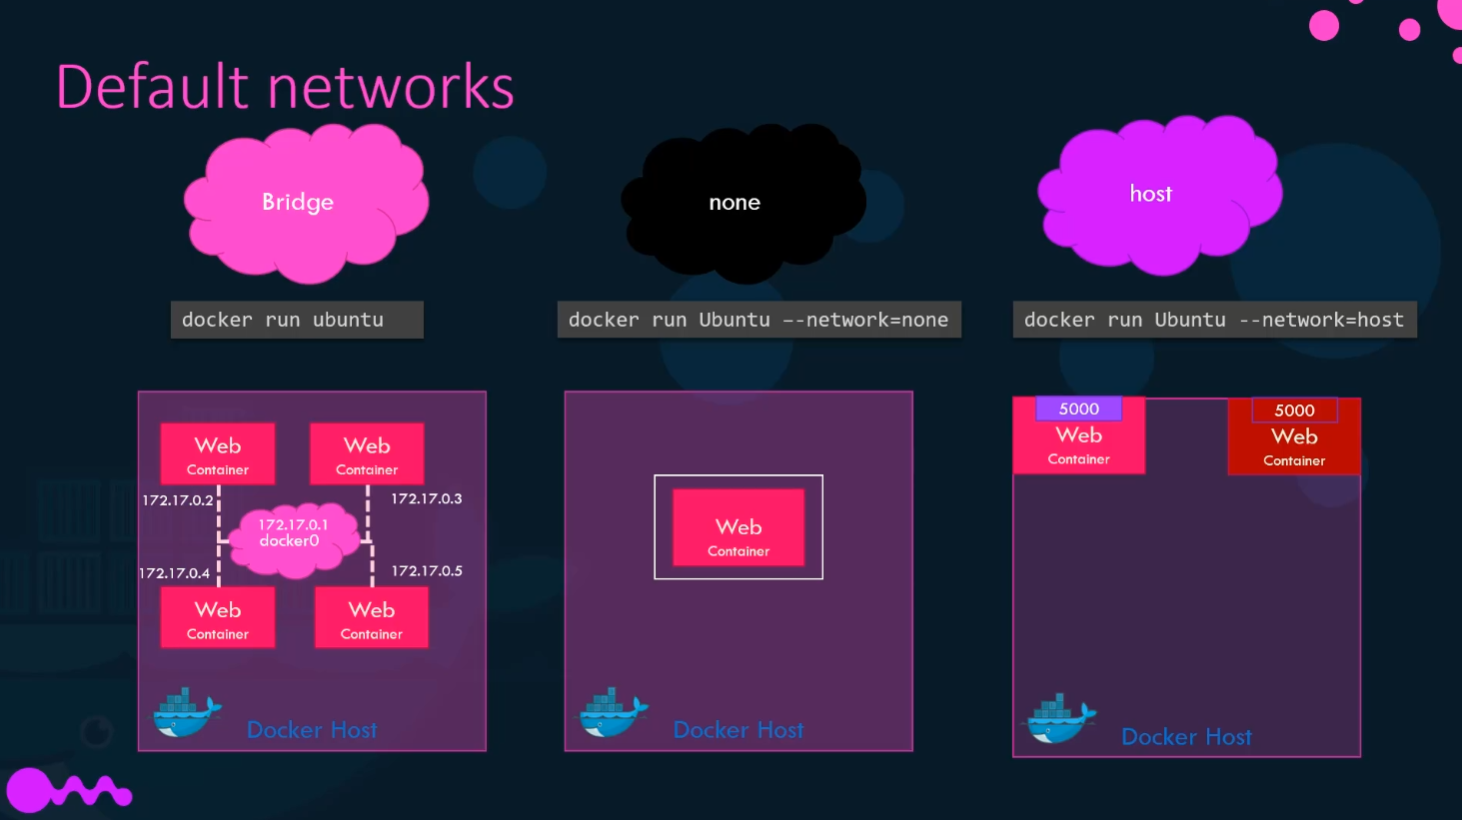 Default networks
Bridge
none
host
docker run ubuntu
docker run Ubuntu --network=none
docker run Ubuntu --network=host
Web
Container
Web
Container
172.17.0.2
172.17.0.3
172.17.0.1
docker0
172.17.0.4
172.17.0.5
Web
Container
Web
Container
Docker Host
Web
Container
Docker Host
5000
Web
Container
5000
Web
Container
Docker Host